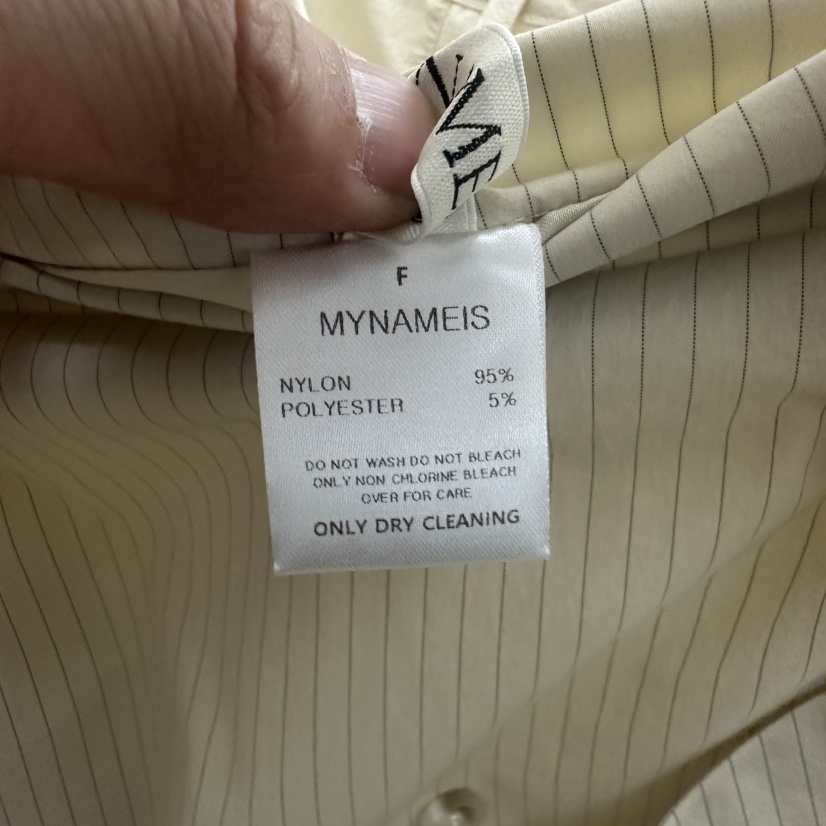 ME
F
MYNAMEIS
NYLON 95%
POLYESTER 5%
DO NOT WASH DO NOT BLEACH
ONLY NON CHLORINE BLEACH
OVER FOR CARE
ONLY DRY CLEANING